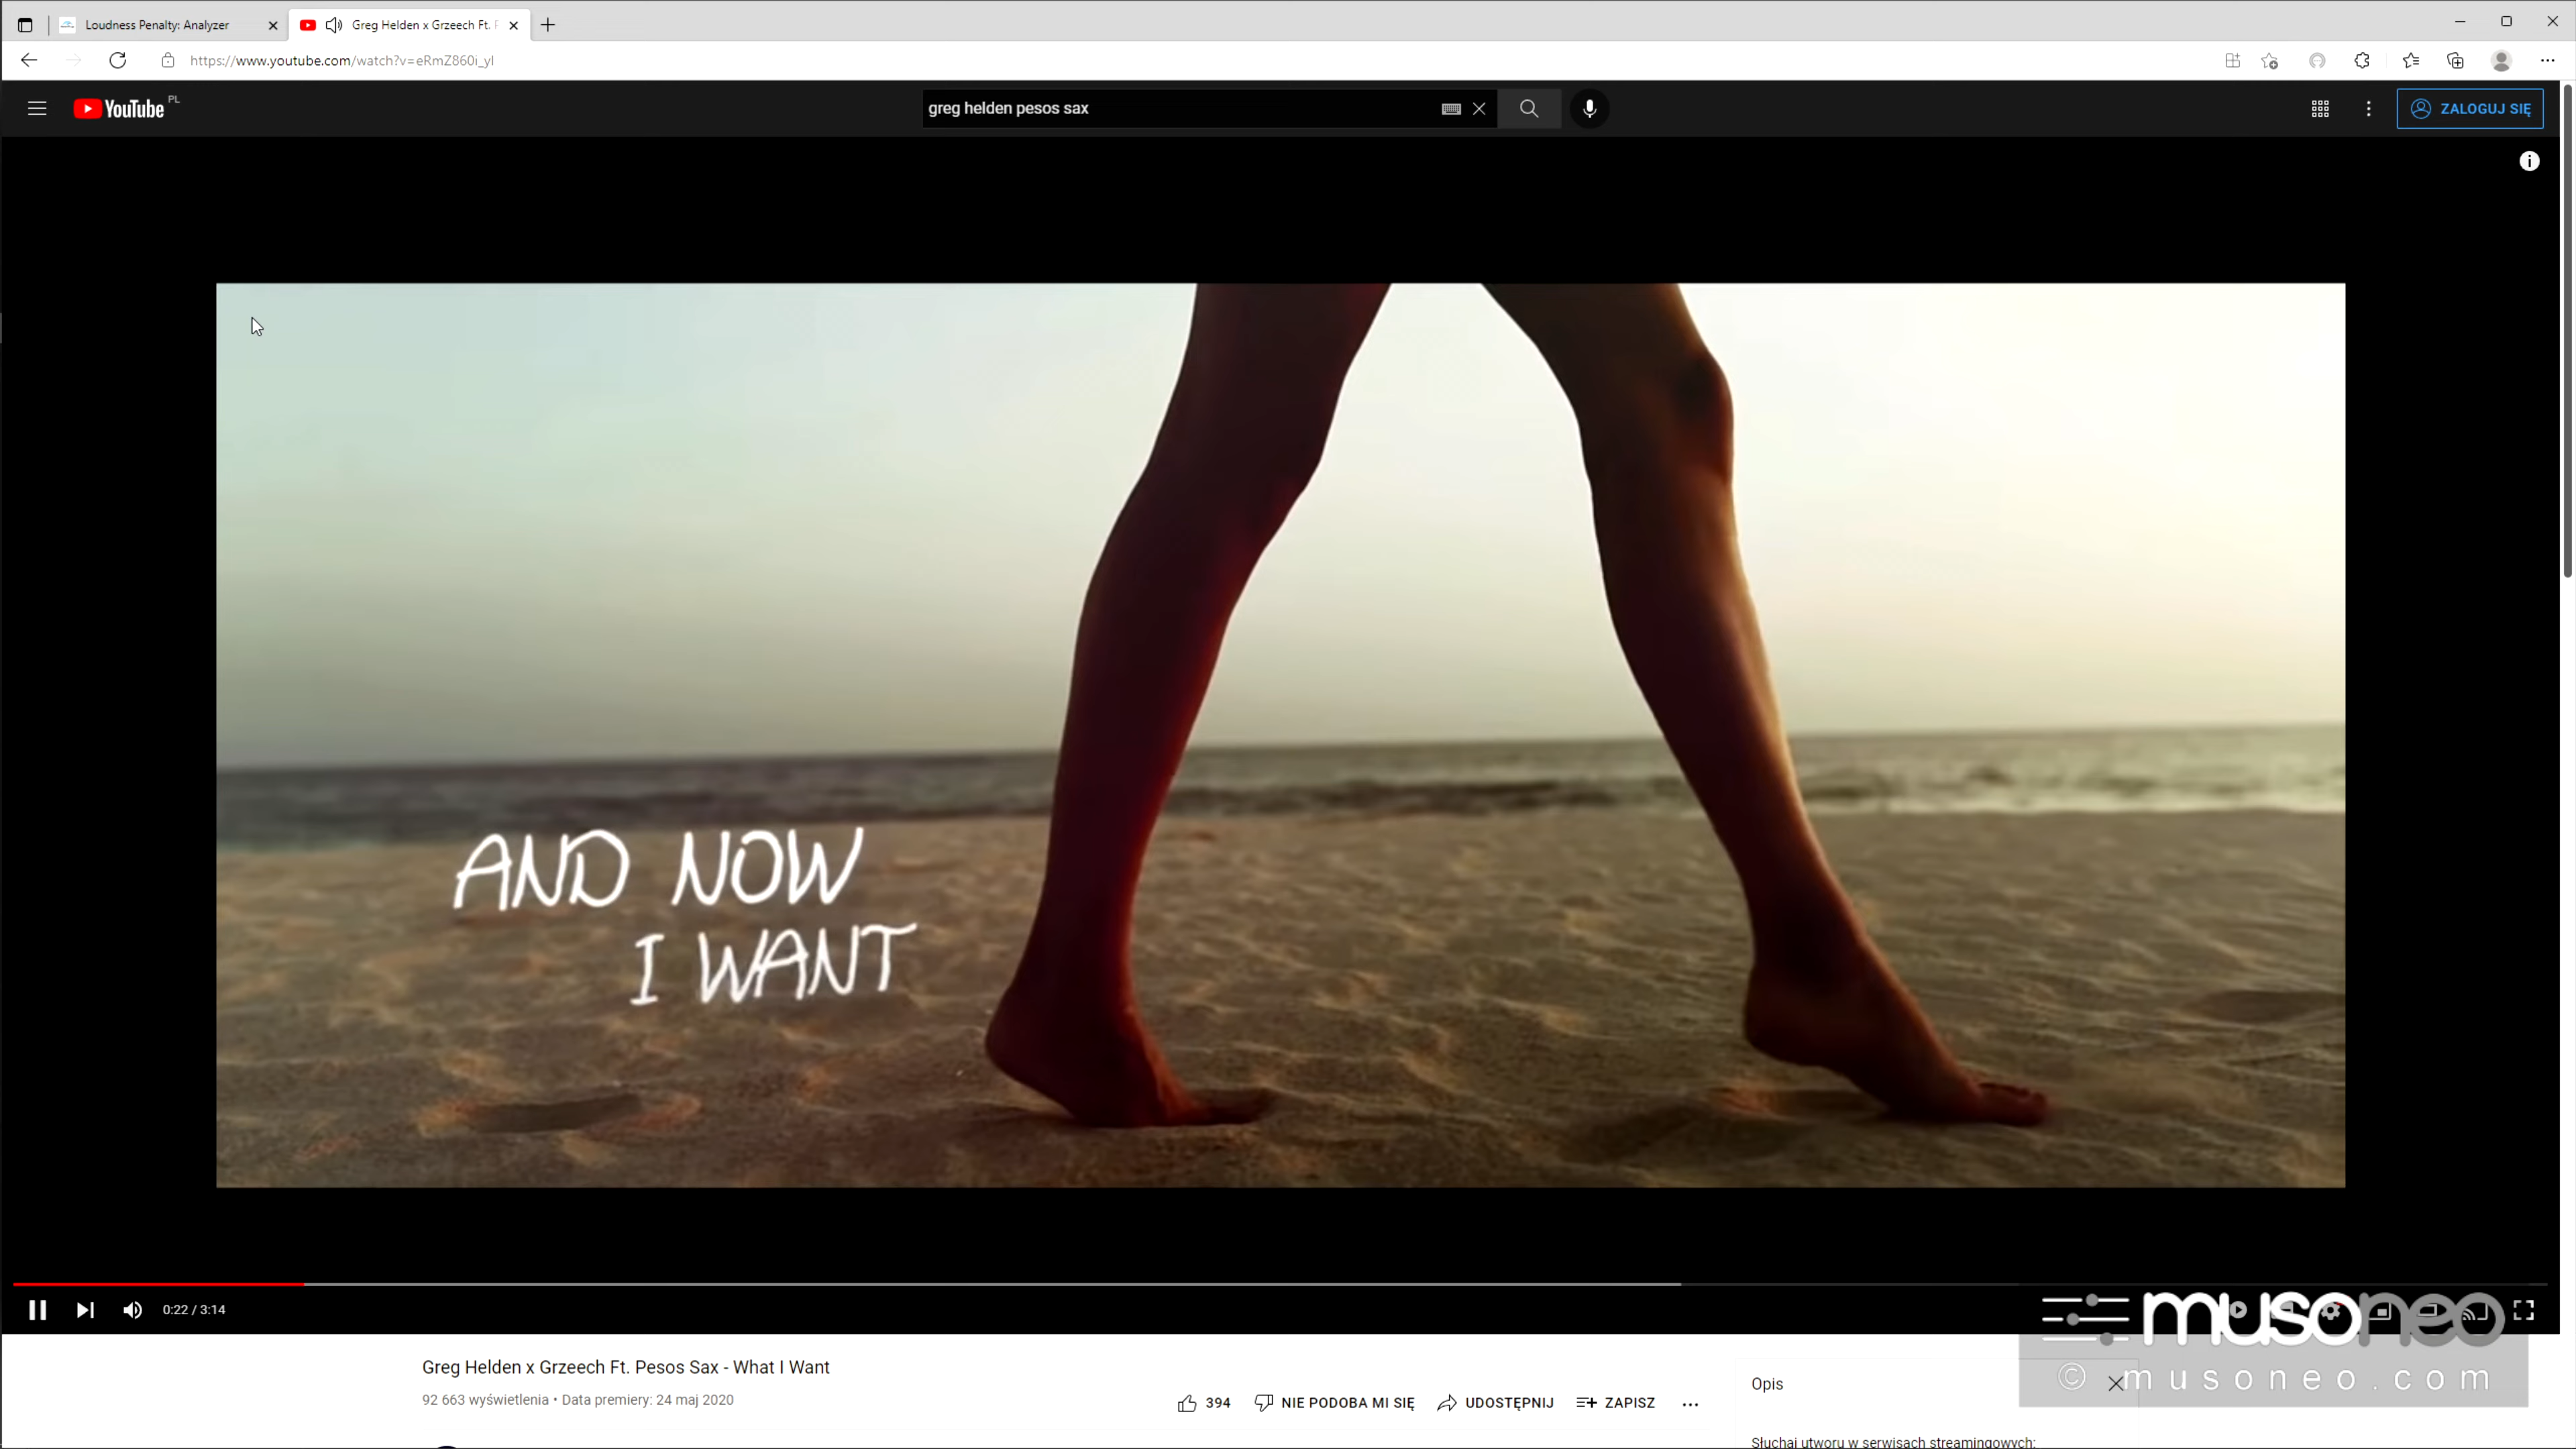 Loudness Penalty: Analyzer
Greg Helden x Grzeech Ft.
https://www.youtube.com/watch?v=eRmZ860i_yI
YouTube PL
greg helden pesos sax
ZALOGUJ SIĘ
AND NOW
I WANT
0:22 / 3:14
musoneo
© musoneo.com
Greg Helden x Grzeech Ft. Pesos Sax - What I Want
92 663 wyświetlenia • Data premiery: 24 maj 2020
394
NIE PODOBA MI SIĘ
UDOSTĘPNIJ
ZAPISZ
Opis
Słuchaj utworu w serwisach streamingowych: